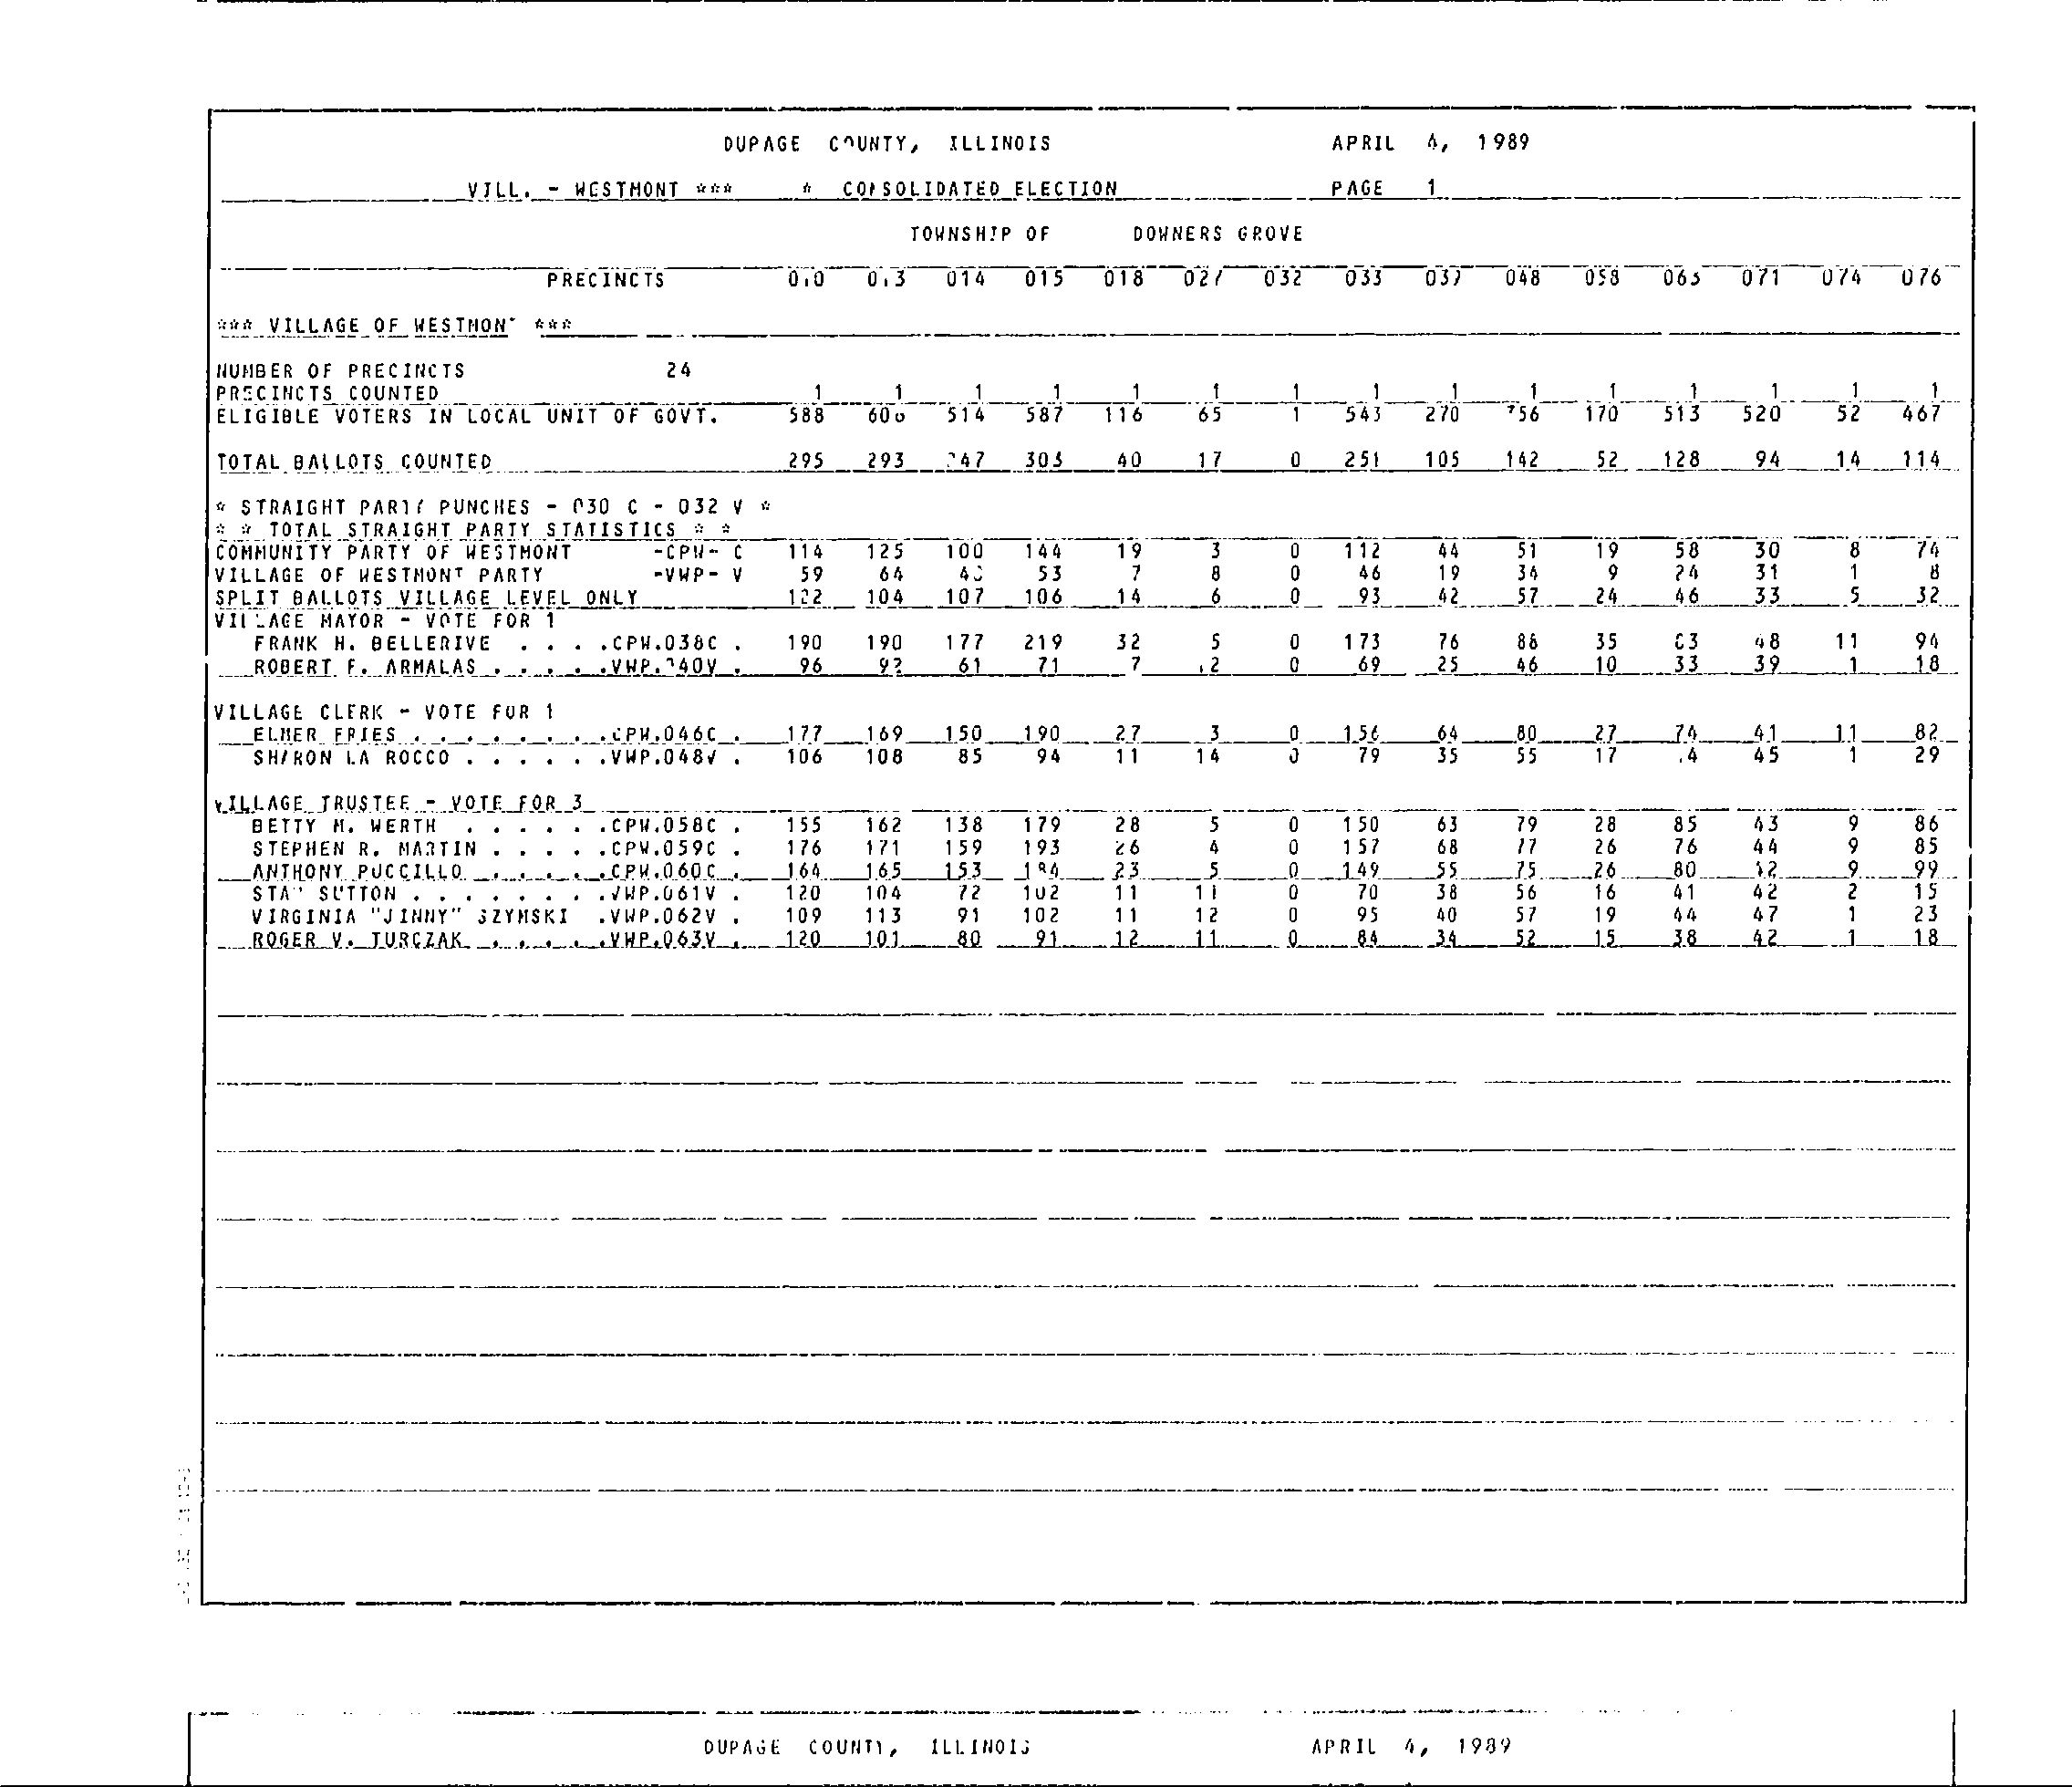 DUPAGE COUNTY, ILLINOIS APRIL 4, 1989
VILL. - WESTMONT *** * CONSOLIDATED ELECTION PAGE 1
TOWNSHIP OF DOWNERS GROVE
PRECINCTS 014 015 018 027 032 033 037 048 058 063 071 074 076
*** VILLAGE OF WESTMONT ***
NUMBER OF PRECINCTS 24
PRECINCTS COUNTED 1 1 1 1 1 1 1 1 1 1 1 1 1 1 1
ELIGIBLE VOTERS IN LOCAL UNIT OF GOVT. 588 514 587 116 65 1 543 270 170 513 520 52 467
TOTAL BALLOTS COUNTED 295 293 247 303 40 17 0 251 105 142 52 128 94 14 114
* STRAIGHT PARTY PUNCHES - 030 C - 032 V *
* * TOTAL STRAIGHT PARTY STATISTICS * *
COMMUNITY PARTY OF WESTMONT -CPW- C 114 125 100 144 19 3 0 112 44 51 19 58 30 8 74
VILLAGE OF WESTMONT PARTY -VWP- V 59 64 53 7 8 0 46 19 34 9 24 31 1 8
SPLIT BALLOTS VILLAGE LEVEL ONLY 122 104 107 106 14 6 0 93 42 57 24 46 33 5 32
VILLAGE MAYOR - VOTE FOR 1
FRANK H. BELLERIVE . . . .CPW.038C . 190 190 177 219 32 5 0 173 76 88 35 48 11 94
ROBERT F. ARMALAS . . . . .VWP.040V . 96 92 61 71 7 12 0 69 25 46 10 33 39 1 18
VILLAGE CLERK - VOTE FOR 1
ELMER FRIES . . . . . . . .CPW.046C . 177 169 150 190 27 3 0 156 64 80 27 74 41 11 82
SHARON LA ROCCO . . . . . .VWP.048V . 106 108 85 94 11 14 0 79 35 55 17 45 1 29
VILLAGE TRUSTEE - VOTE FOR 3
BETTY M. WERTH . . . . . .CPW.058C . 155 162 138 179 28 5 0 150 63 79 28 85 43 9 86
STEPHEN R. MARTIN . . . . .CPW.059C . 176 171 159 193 26 4 0 157 68 77 26 76 44 9 85
ANTHONY PUCCILLO . . . . .CPW.060C . 164 165 153 184 23 5 0 149 55 75 26 80 42 9 99
SUTTON . . . . . . . .VWP.061V . 120 104 72 102 11 11 0 70 38 56 16 41 42 2 15
VIRGINIA "JINNY" SZYMSKI .VWP.062V . 109 113 91 102 11 12 0 95 40 57 19 44 47 1 23
ROGER V. TURCZAK . . . . .VWP.063V . 120 101 80 91 12 11 0 84 34 52 15 38 42 1 18
DUPAGE COUNTY, ILLINOIS APRIL 4, 1989